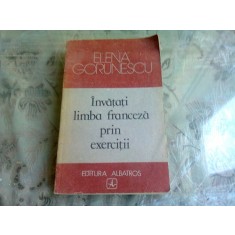 ELENA
GORUNESCU
Învățați
limba franceză
prin
exerciții
EDITURA ALBATROS